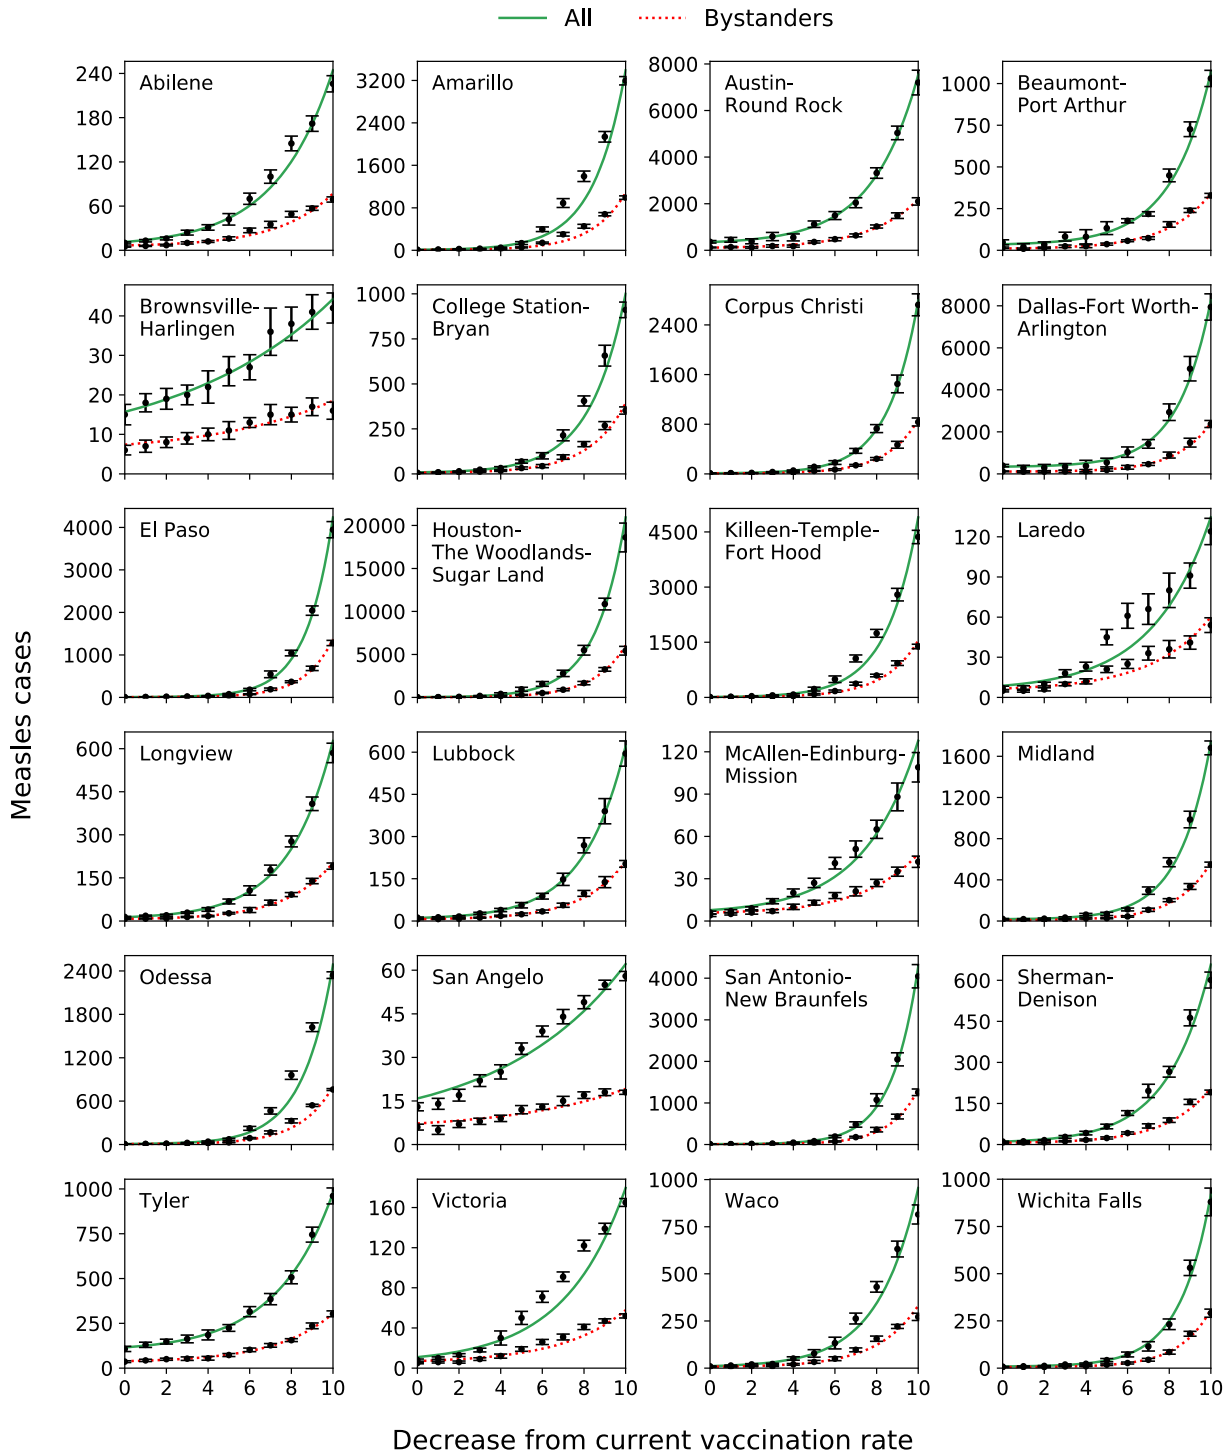 All Bystanders
Measles cases
240
180
120
60
0
Abilene
3200
2400
1600
800
0
Amarillo
8000
6000
4000
2000
0
Austin-
Round Rock
1000
750
500
250
0
Beaumont-
Port Arthur
40
30
20
10
0
Brownsville-
Harlingen
1000
750
500
250
0
College Station-
Bryan
2400
1600
800
0
Corpus Christi
8000
6000
4000
2000
0
Dallas-Fort Worth-
Arlington
4000
3000
2000
1000
0
El Paso
20000
15000
10000
5000
0
Houston-
The Woodlands-
Sugar Land
4500
3000
1500
0
Killeen-Temple-
Fort Hood
120
90
60
30
0
Laredo
600
450
300
150
0
Longview
600
450
300
150
0
Lubbock
120
90
60
30
0
McAllen-Edinburg-
Mission
1600
1200
800
400
0
Midland
2400
1800
1200
600
0
Odessa
60
45
30
15
0
San Angelo
4000
3000
2000
1000
0
San Antonio-
New Braunfels
600
450
300
150
0
Sherman-
Denison
1000
750
500
250
0
Tyler
0 2 4 6 8 10
160
120
80
40
0
Victoria
0 2 4 6 8 10
1000
750
500
250
0
Waco
0 2 4 6 8 10
1000
750
500
250
0
Wichita Falls
0 2 4 6 8 10
Decrease from current vaccination rate